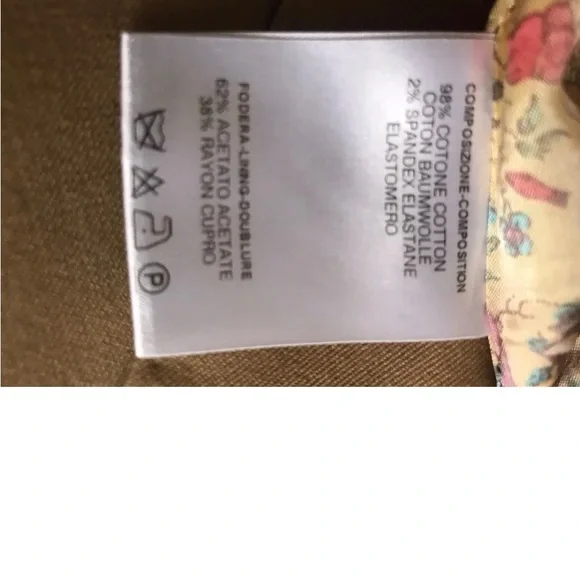 COMPOSIZIONE-COMPOSITION
98% COTONE COTTON
COTON BAUMWOLLE
2% SPANDEX ELASTANE
ELASTOMERO
FODERA-LINING-DOUBLURE
62% ACETATO ACETATE
38% RAYON CUPRO
P